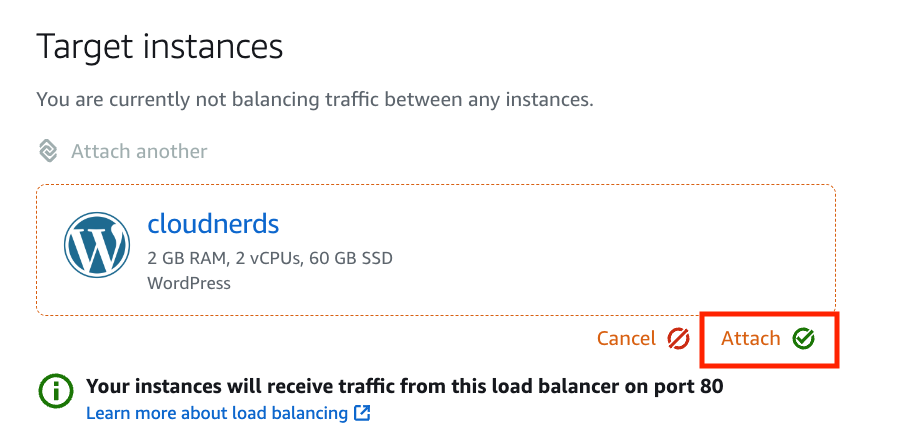 Target instances
You are currently not balancing traffic between any instances.
Attach another
cloudnerds
2 GB RAM, 2 vCPUs, 60 GB SSD
WordPress
Cancel Attach
Your instances will receive traffic from this load balancer on port 80
Learn more about load balancing